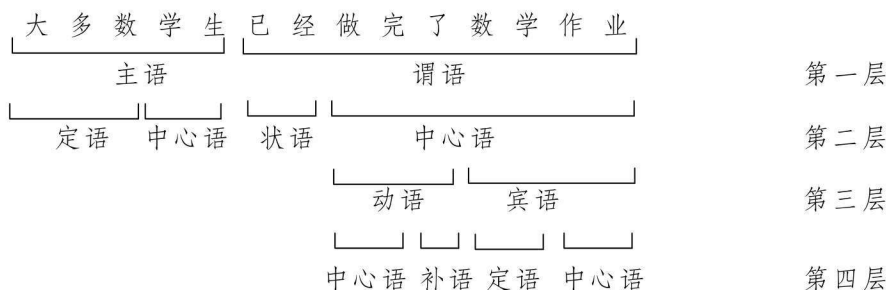 大多数学生已经做完了数学作业
主语 谓语 第一层
定语 中心语 状语 中心语 第二层
动语 宾语 第三层
中心语 补语 定语 中心语 第四层